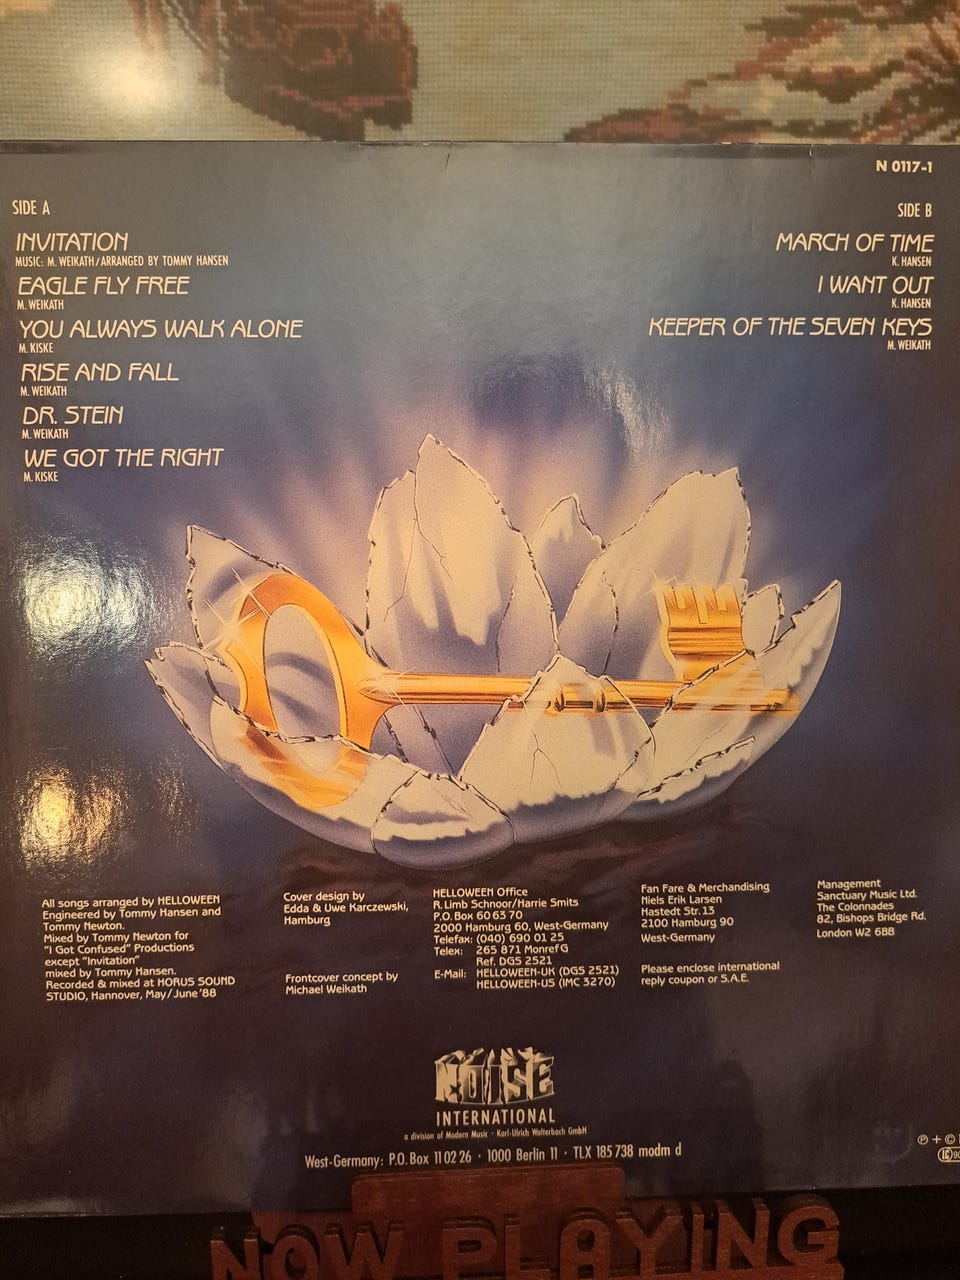 N 0117-1
SIDE A
INVITATION
MUSIC: M. WEIKATH/ARRANGED BY TOMMY HANSEN
EAGLE FLY FREE
M. WEIKATH
YOU ALWAYS WALK ALONE
M. KISKE
RISE AND FALL
M. WEIKATH
DR. STEIN
M. WEIKATH
WE GOT THE RIGHT
M. KISKE
SIDE B
MARCH OF TIME
K. HANSEN
I WANT OUT
K. HANSEN
KEEPER OF THE SEVEN KEYS
M. WEIKATH
All songs arranged by HELLOWEEN
Engineered by Tommy Hansen and
Tommy Newton.
Mixed by Tommy Newton for
"I Got Confused" Productions
except "Invitation"
mixed by Tommy Hansen.
Recorded & mixed at HORUS SOUND
STUDIO, Hannover, May/June '88
Cover design by
Edda & Uwe Karczewski,
Hamburg
Frontcover concept by
Michael Weikath
HELLOWEEN Office
R. Limb Schnoor/Harrie Smits
P.O. Box 60 63 70
2000 Hamburg 60, West-Germany
Telefax: (040) 690 01 25
Telex: 265 871 Monref G
Ref. DGS 2521
E-Mail: HELLOWEEN-UK (DGS 2521)
HELLOWEEN-US (IMC 3270)
Fan Fare & Merchandising
Niels Erik Larsen
Hastedt Str. 13
2100 Hamburg 90
West-Germany
Please enclose international
reply coupon or S.A.E.
Management
Sanctuary Music Ltd.
The Colonnades
82, Bishops Bridge Rd.
London W2 6BB
NOISE
INTERNATIONAL
a division of Modern Music · Karl-Ulrich Walterbach GmbH
West-Germany: P.O. Box 11 02 26 · 1000 Berlin 11 · TLX 185 738 modm d
℗ + ©
NOW PLAYING